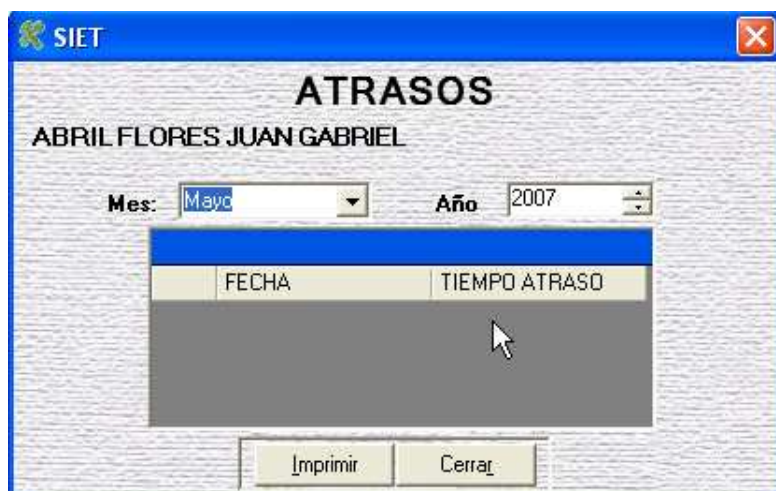 SIET
ATRASOS
ABRIL FLORES JUAN GABRIEL
Mes: Mayo Año 2007
FECHA TIEMPO ATRASO
Imprimir Cerrar